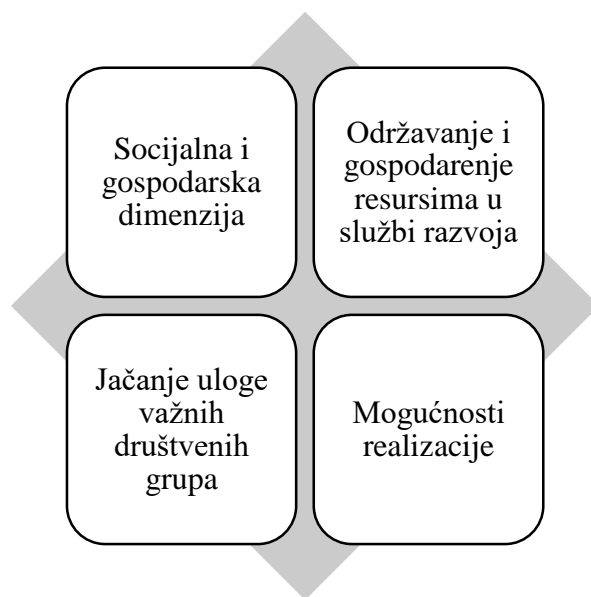 Socijalna i
gospodarska
dimenzija
Održavanje i
gospodarenje
resursima u
službi razvoja
Jačanje uloge
važnih
društvenih
grupa
Mogućnosti
realizacije